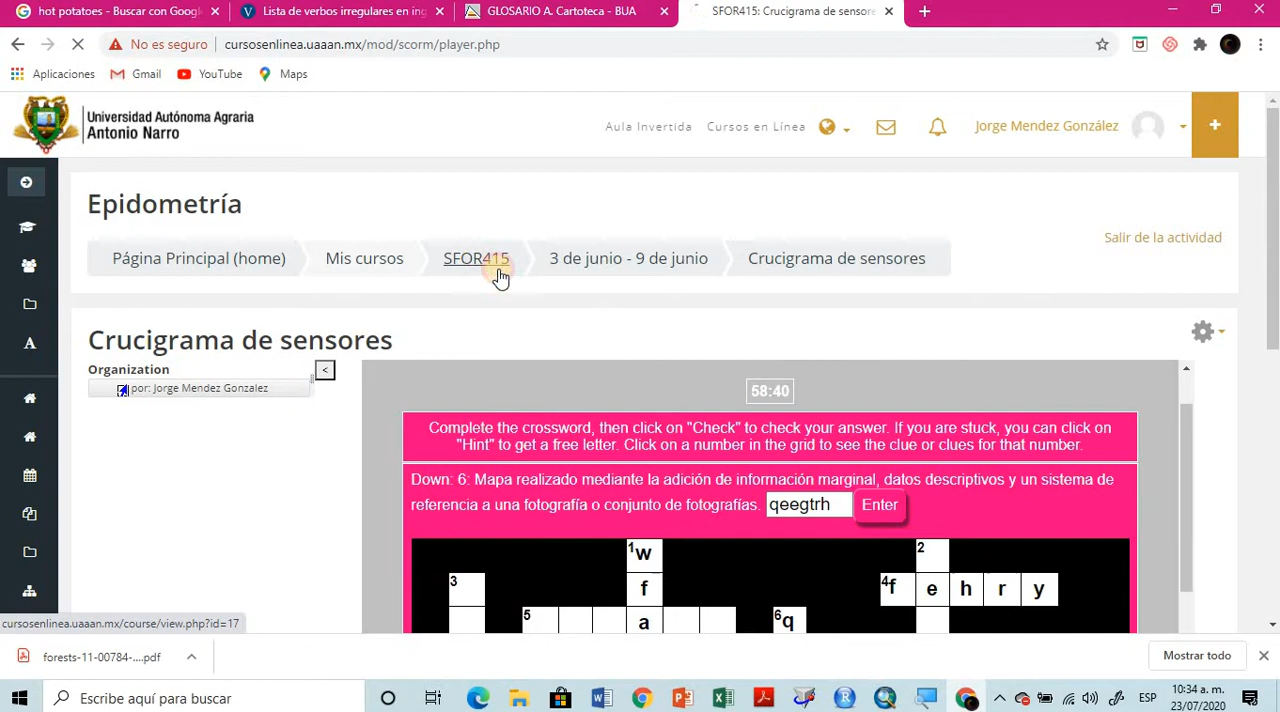 hot potatoes - Buscar con Goog
Lista de verbos irregulares en ing
GLOSARIO A. Cartoteca - BUA
SFOR415: Crucigrama de sensore
No es seguro
cursosenlinea.uaaan.mx/mod/scorm/player.php
Aplicaciones
Gmail
YouTube
Maps
Universidad Autónoma Agraria
Antonio Narro
Aula Invertida
Cursos en Línea
Jorge Mendez González
Epidometría
Salir de la actividad
Página Principal (home)
Mis cursos
SFOR415
3 de junio - 9 de junio
Crucigrama de sensores
Crucigrama de sensores
Organization
<
por: Jorge Mendez Gonzalez
58:40
Complete the crossword, then click on "Check" to check your answer. If you are stuck, you can click on
"Hint" to get a free letter. Click on a number in the grid to see the clue or clues for that number.
Down: 6: Mapa realizado mediante la adición de información marginal, datos descriptivos y un sistema de
referencia a una fotografía o conjunto de fotografías. qeegtrh Enter
1 w 2
3 f 4 f e h r y
5 a 6 q
cursosenlinea.uaaan.mx/course/view.php?id=17
forests-11-00784-....pdf
Mostrar todo
Escribe aquí para buscar
ESP
10:34 a. m.
23/07/2020